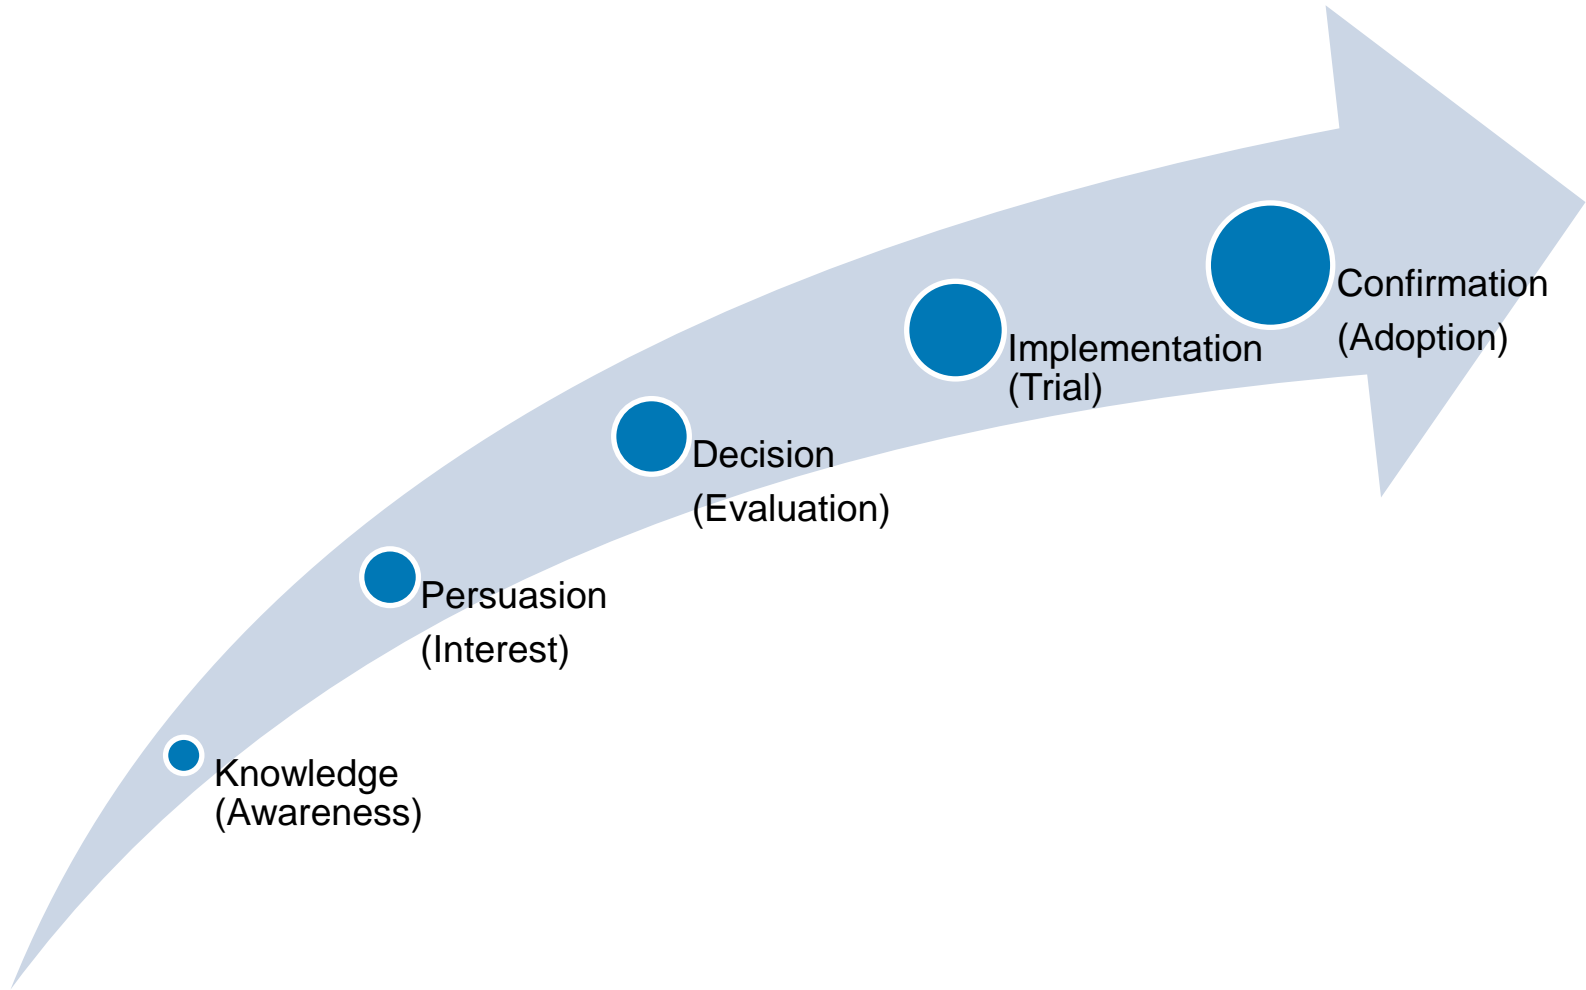 Confirmation
(Adoption)
Implementation
(Trial)
Decision
(Evaluation)
Persuasion
(Interest)
Knowledge
(Awareness)